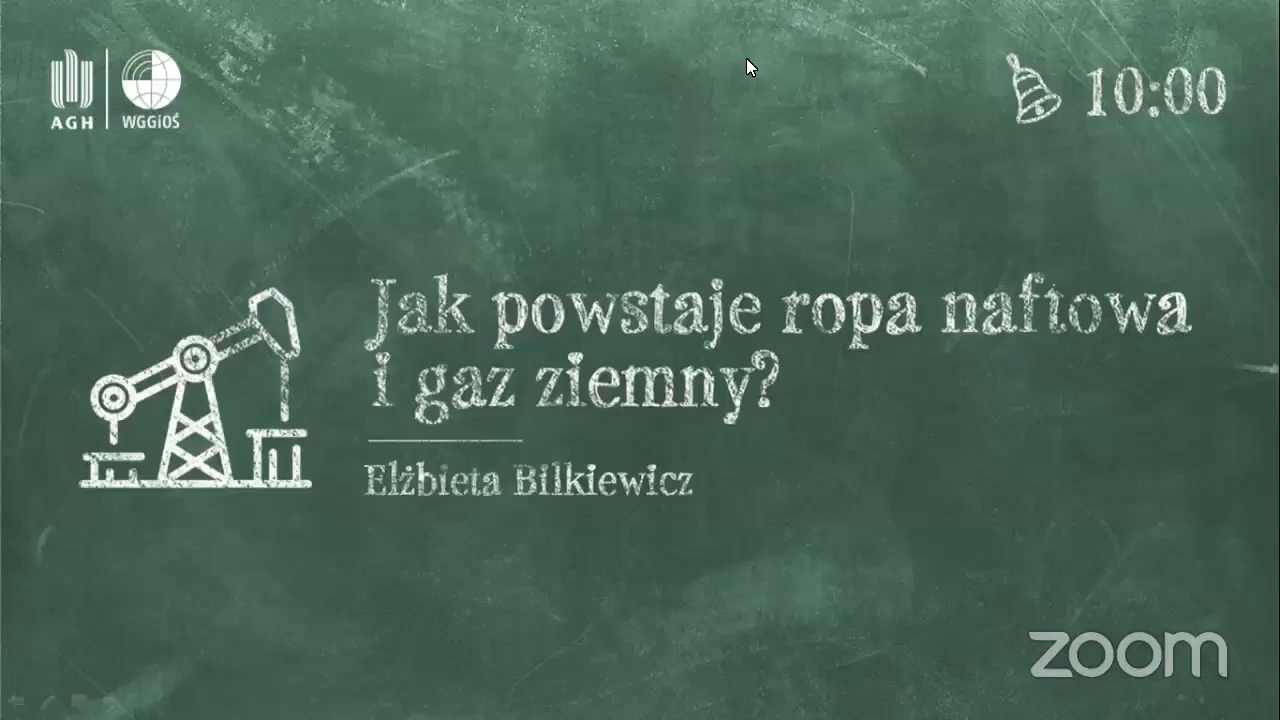 AGH
WGGiOŚ
10:00
Jak powstaje ropa naftowa
i gaz ziemny?
Elżbieta Bilkiewicz
zoom